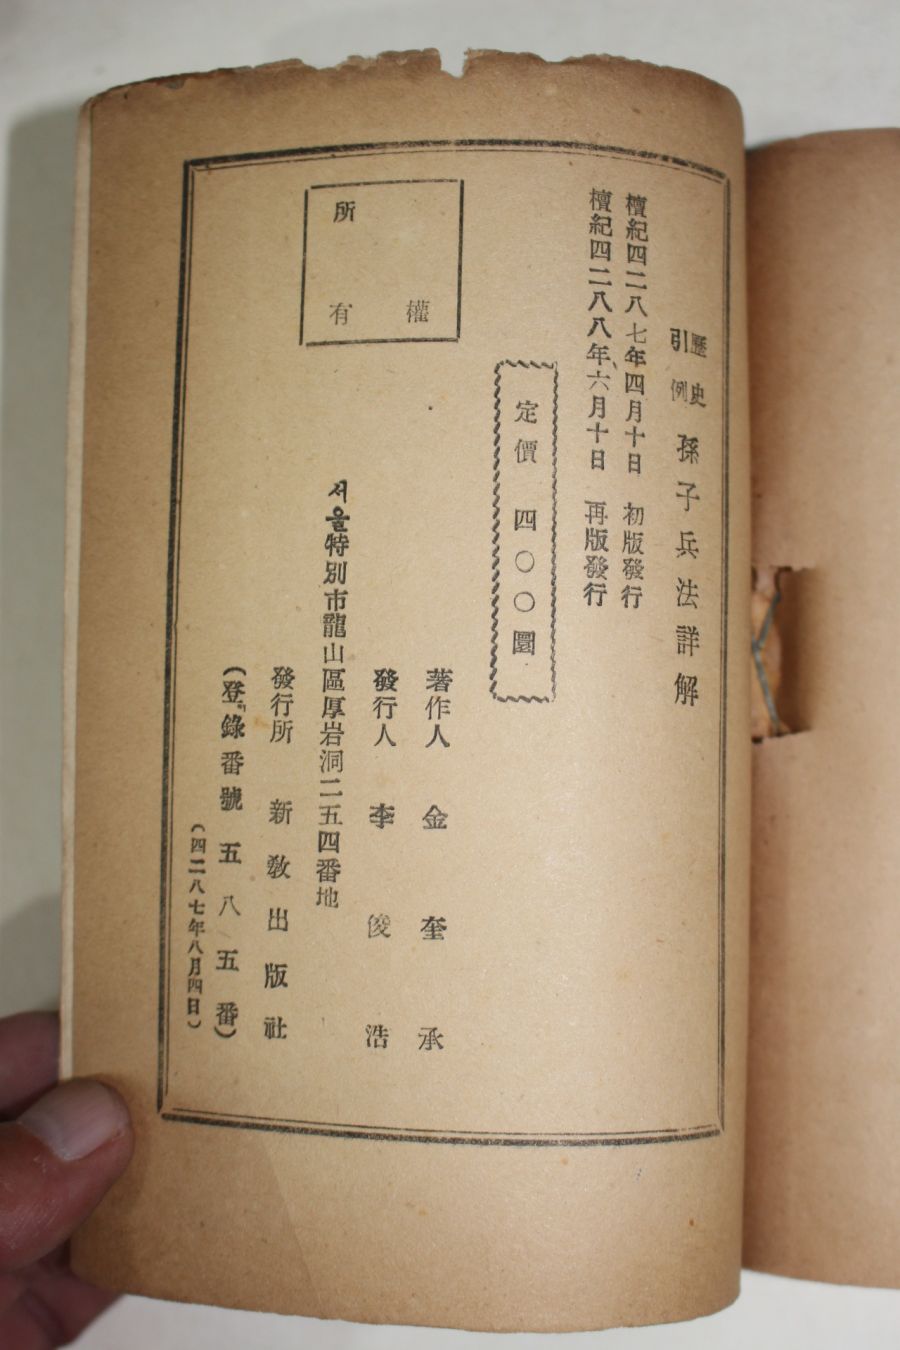 歷史
引例
孫子兵法詳解
檀紀四二八七年四月十日 初版發行
檀紀四二八八年六月十日 再版發行
定價 四〇〇圜
權
所
有
著作人 金奎承
發行人 李俊浩
서울特別市龍山區厚岩洞二五四番地
發行所 新敎出版社
(登錄番號 五八五番)
(四二八七年八月四日)